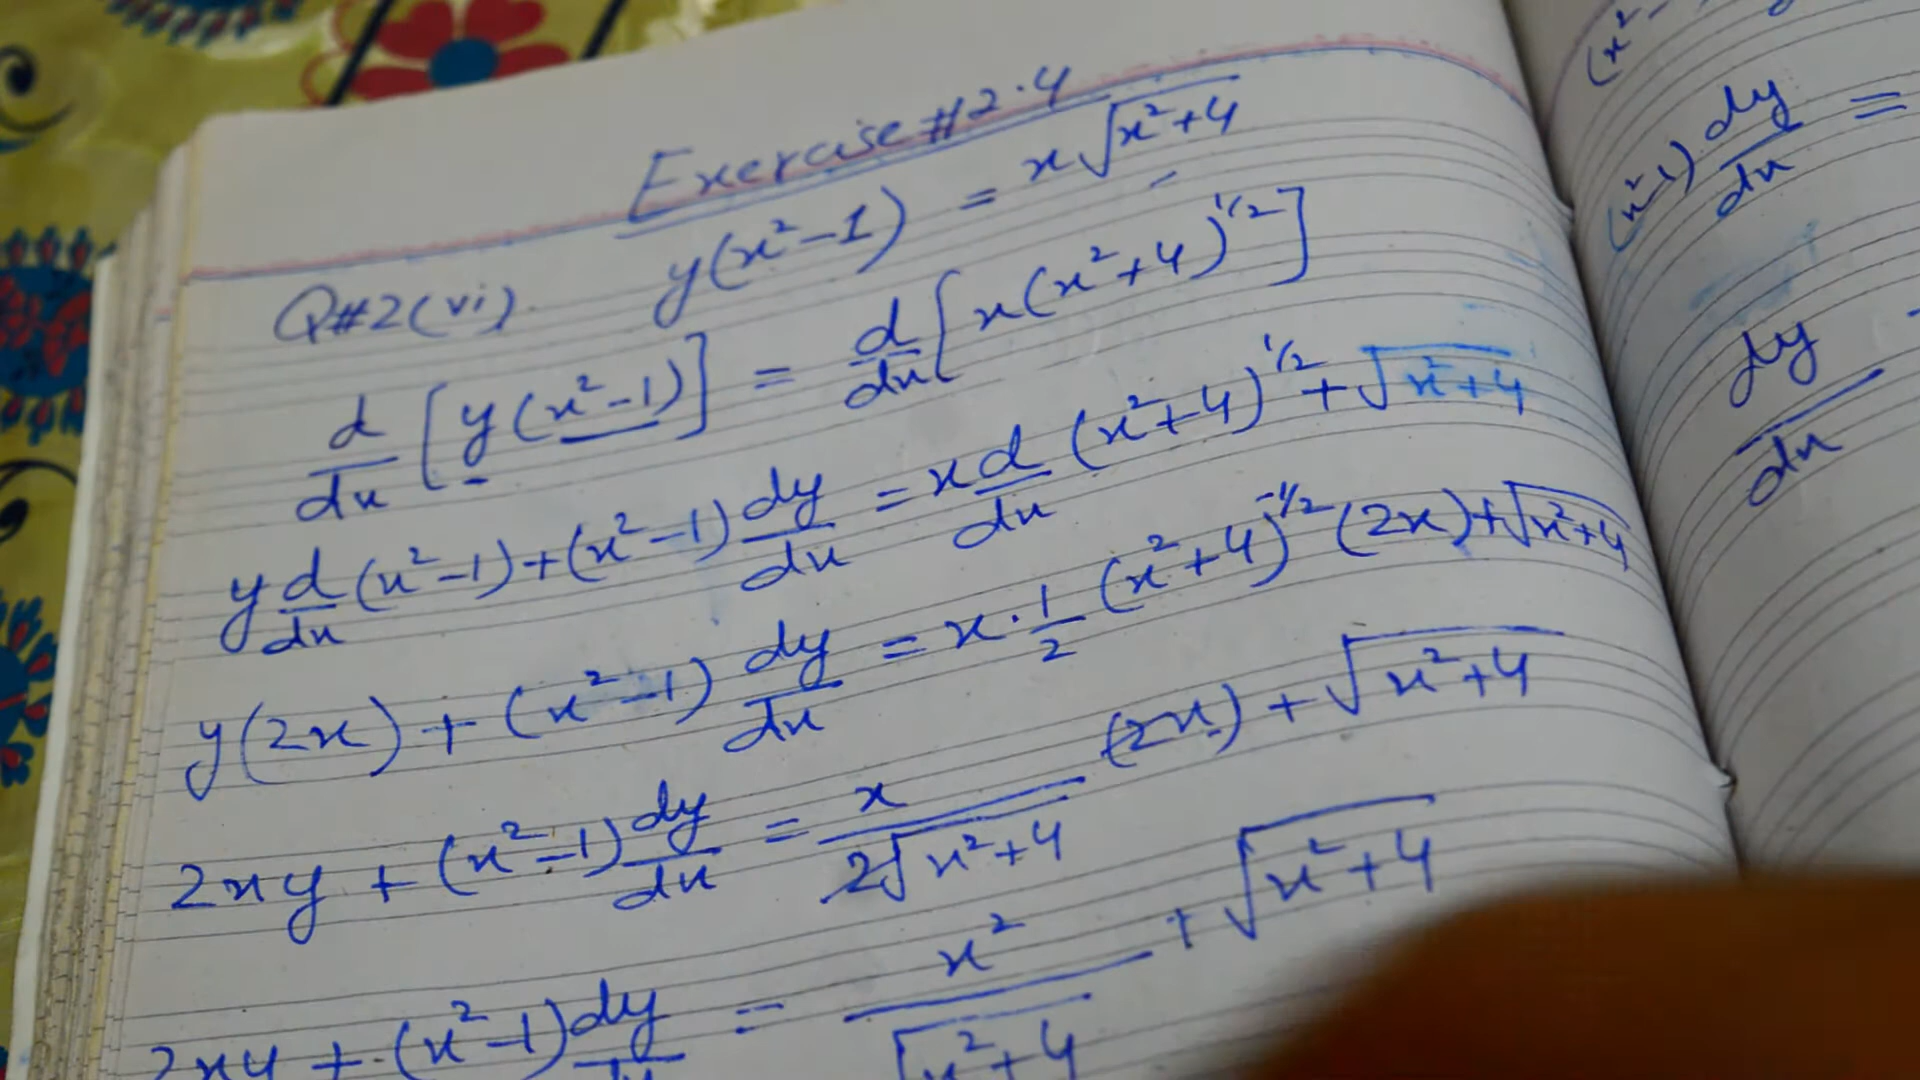 Exercise #2.4
Q#2(vi). y(x²-1) = x√(x²+4)
d/dx [y(x²-1)] = d/dx [x(x²+4)^1/2]
y d/dx (x²-1) + (x²-1) dy/dx = x d/dx (x²+4)^1/2 + √(x²+4)
y(2x) + (x²-1) dy/dx = x · 1/2 (x²+4)^-1/2 (2x) + √(x²+4)
2xy + (x²-1) dy/dx = x/(2√(x²+4)) (2x) + √(x²+4)
2xy + (x²-1) dy/dx = x²/√(x²+4) + √(x²+4)
(x²-
(x²-1) dy/dx =
dy/dx